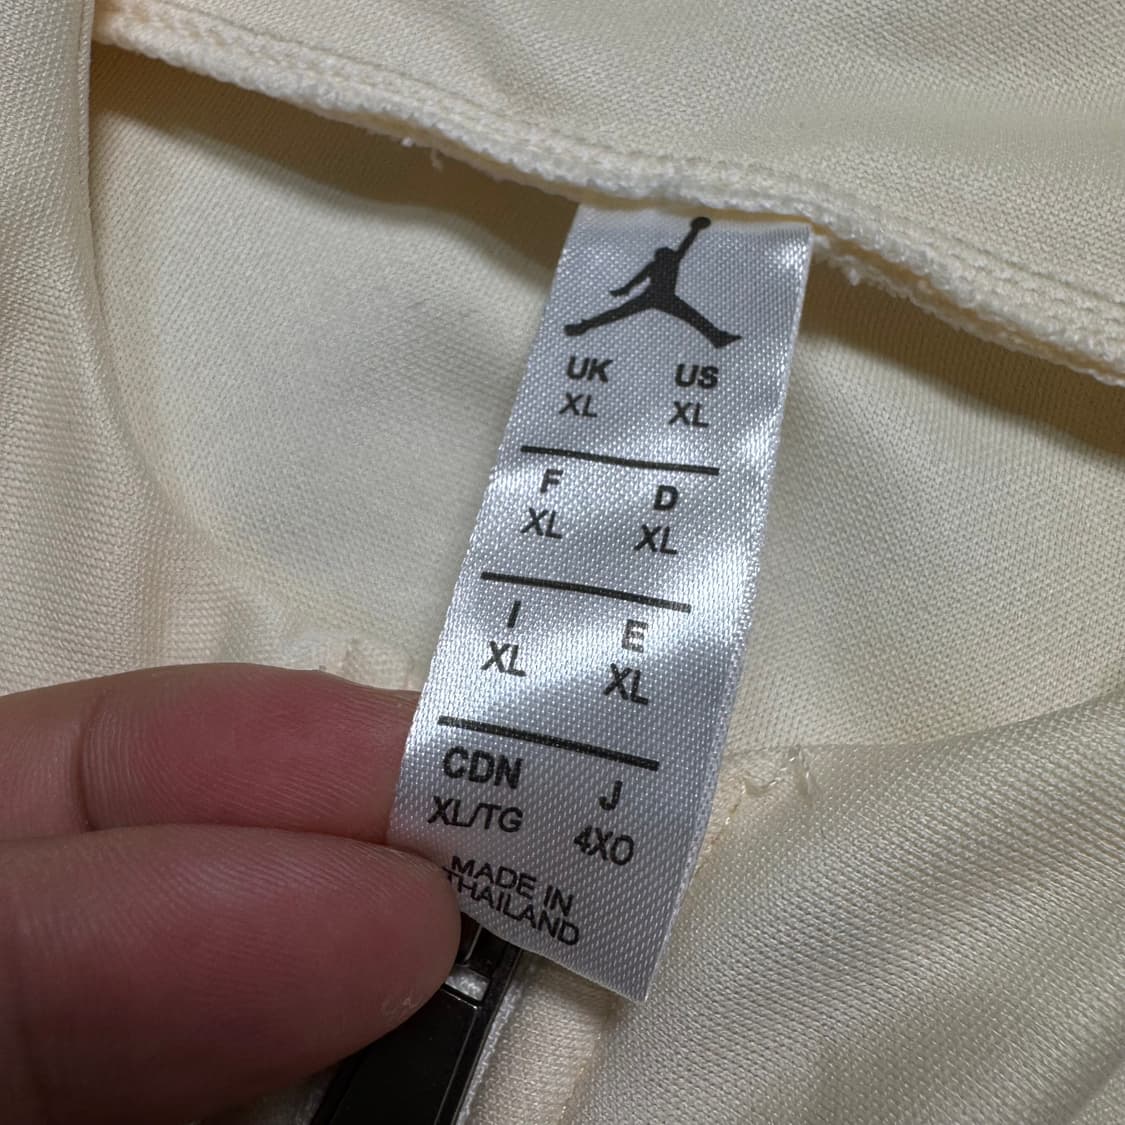 UK US
XL XL
F D
XL XL
I E
XL XL
CDN J
XL/TG 4XO
MADE IN
THAILAND